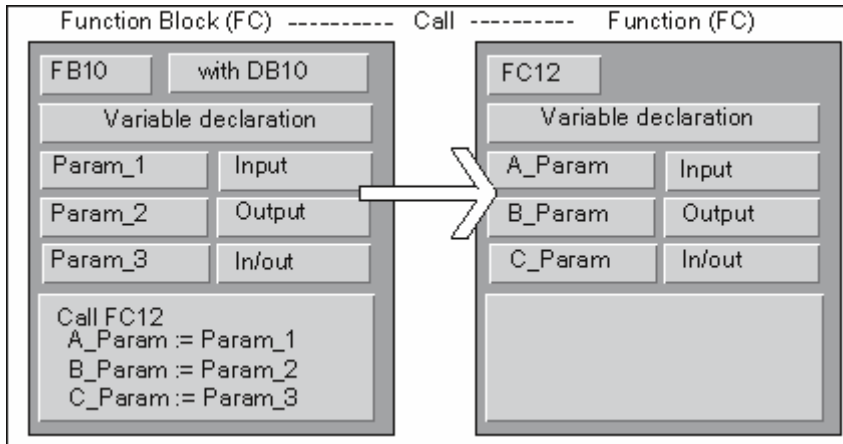 Function Block (FC) ---------- Call ---------- Function (FC)
FB10 with DB10
Variable declaration
Param_1 Input
Param_2 Output
Param_3 In/out
Call FC12
A_Param := Param_1
B_Param := Param_2
C_Param := Param_3
FC12
Variable declaration
A_Param Input
B_Param Output
C_Param In/out